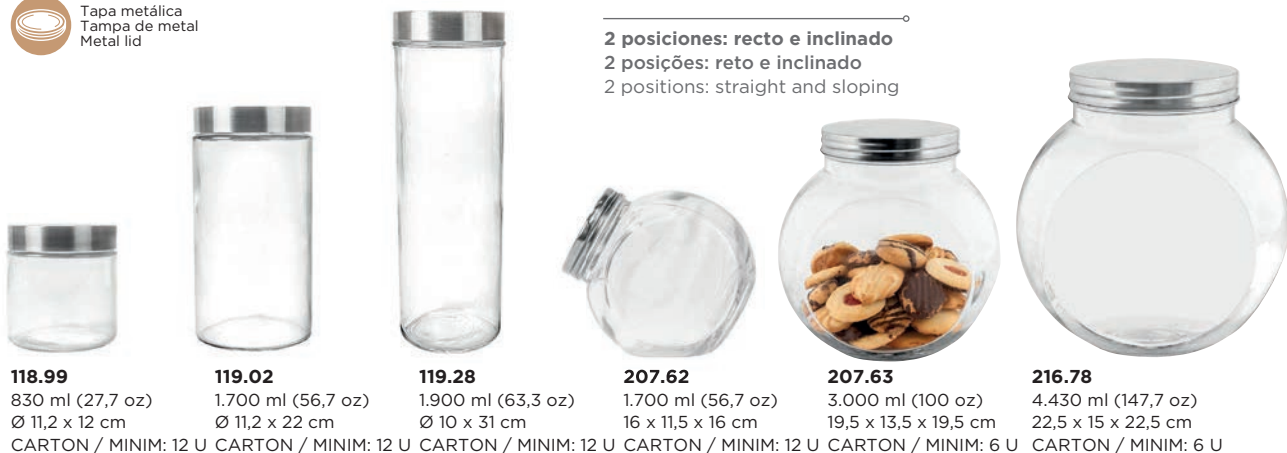 Tapa metálica
Tampa de metal
Metal lid
2 posiciones: recto e inclinado
2 posições: reto e inclinado
2 positions: straight and sloping
118.99
830 ml (27,7 oz)
Ø 11,2 x 12 cm
CARTON / MINIM: 12 U
119.02
1.700 ml (56,7 oz)
Ø 11,2 x 22 cm
CARTON / MINIM: 12 U
119.28
1.900 ml (63,3 oz)
Ø 10 x 31 cm
CARTON / MINIM: 12 U
207.62
1.700 ml (56,7 oz)
16 x 11,5 x 16 cm
CARTON / MINIM: 12 U
207.63
3.000 ml (100 oz)
19,5 x 13,5 x 19,5 cm
CARTON / MINIM: 6 U
216.78
4.430 ml (147,7 oz)
22,5 x 15 x 22,5 cm
CARTON / MINIM: 6 U